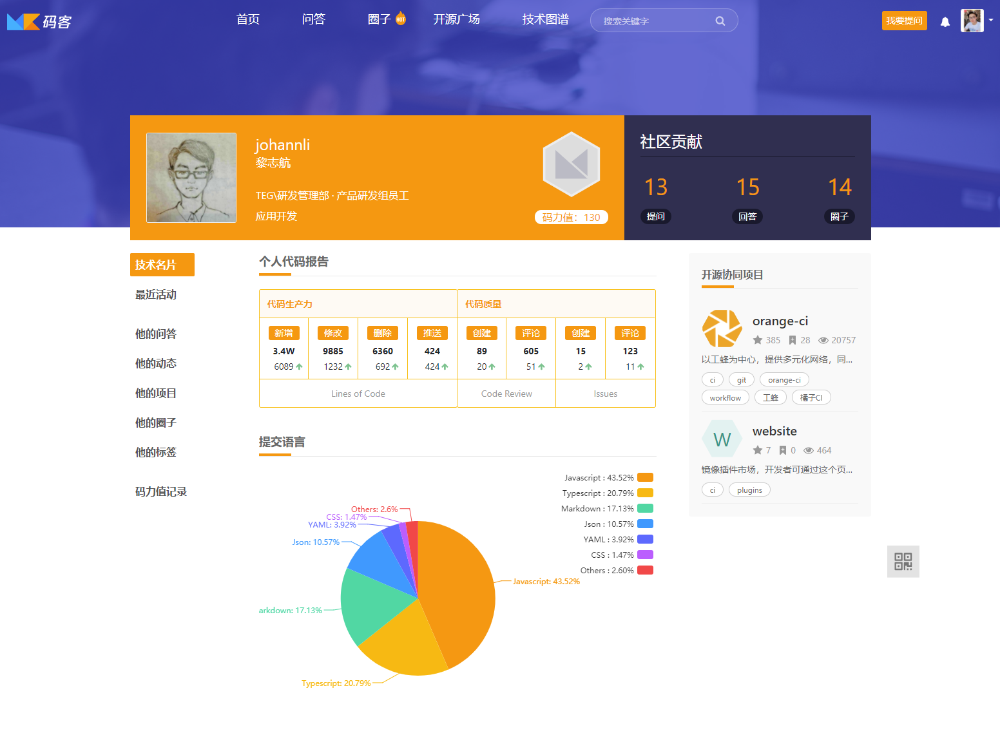 码客
首页
问答
圈子
HOT
开源广场
技术图谱
搜索关键字
我要提问
johannli
黎志航
TEG\研发管理部 · 产品研发组员工
应用开发
码力值：130
社区贡献
13
15
14
提问
回答
圈子
技术名片
最近活动
他的问答
他的动态
他的项目
他的圈子
他的标签
码力值记录
个人代码报告
代码生产力
代码质量
新增
修改
删除
推送
创建
评论
创建
评论
3.4W
9885
6360
424
89
605
15
123
6089
1232
692
424
20
51
2
11
Lines of Code
Code Review
Issues
提交语言
Javascript : 43.52%
Typescript : 20.79%
Markdown : 17.13%
Json : 10.57%
YAML : 3.92%
CSS : 1.47%
Others : 2.60%
Others: 2.6%
CSS: 1.47%
YAML: 3.92%
Json: 10.57%
Javascript: 43.52%
arkdown: 17.13%
Typescript: 20.79%
开源协同项目
orange-ci
385 28 20757
以工蜂为中心，提供多元化网络，同...
ci git orange-ci
workflow 工蜂 橘子CI
W
website
7 0 464
镜像插件市场，开发者可通过这个页...
ci plugins